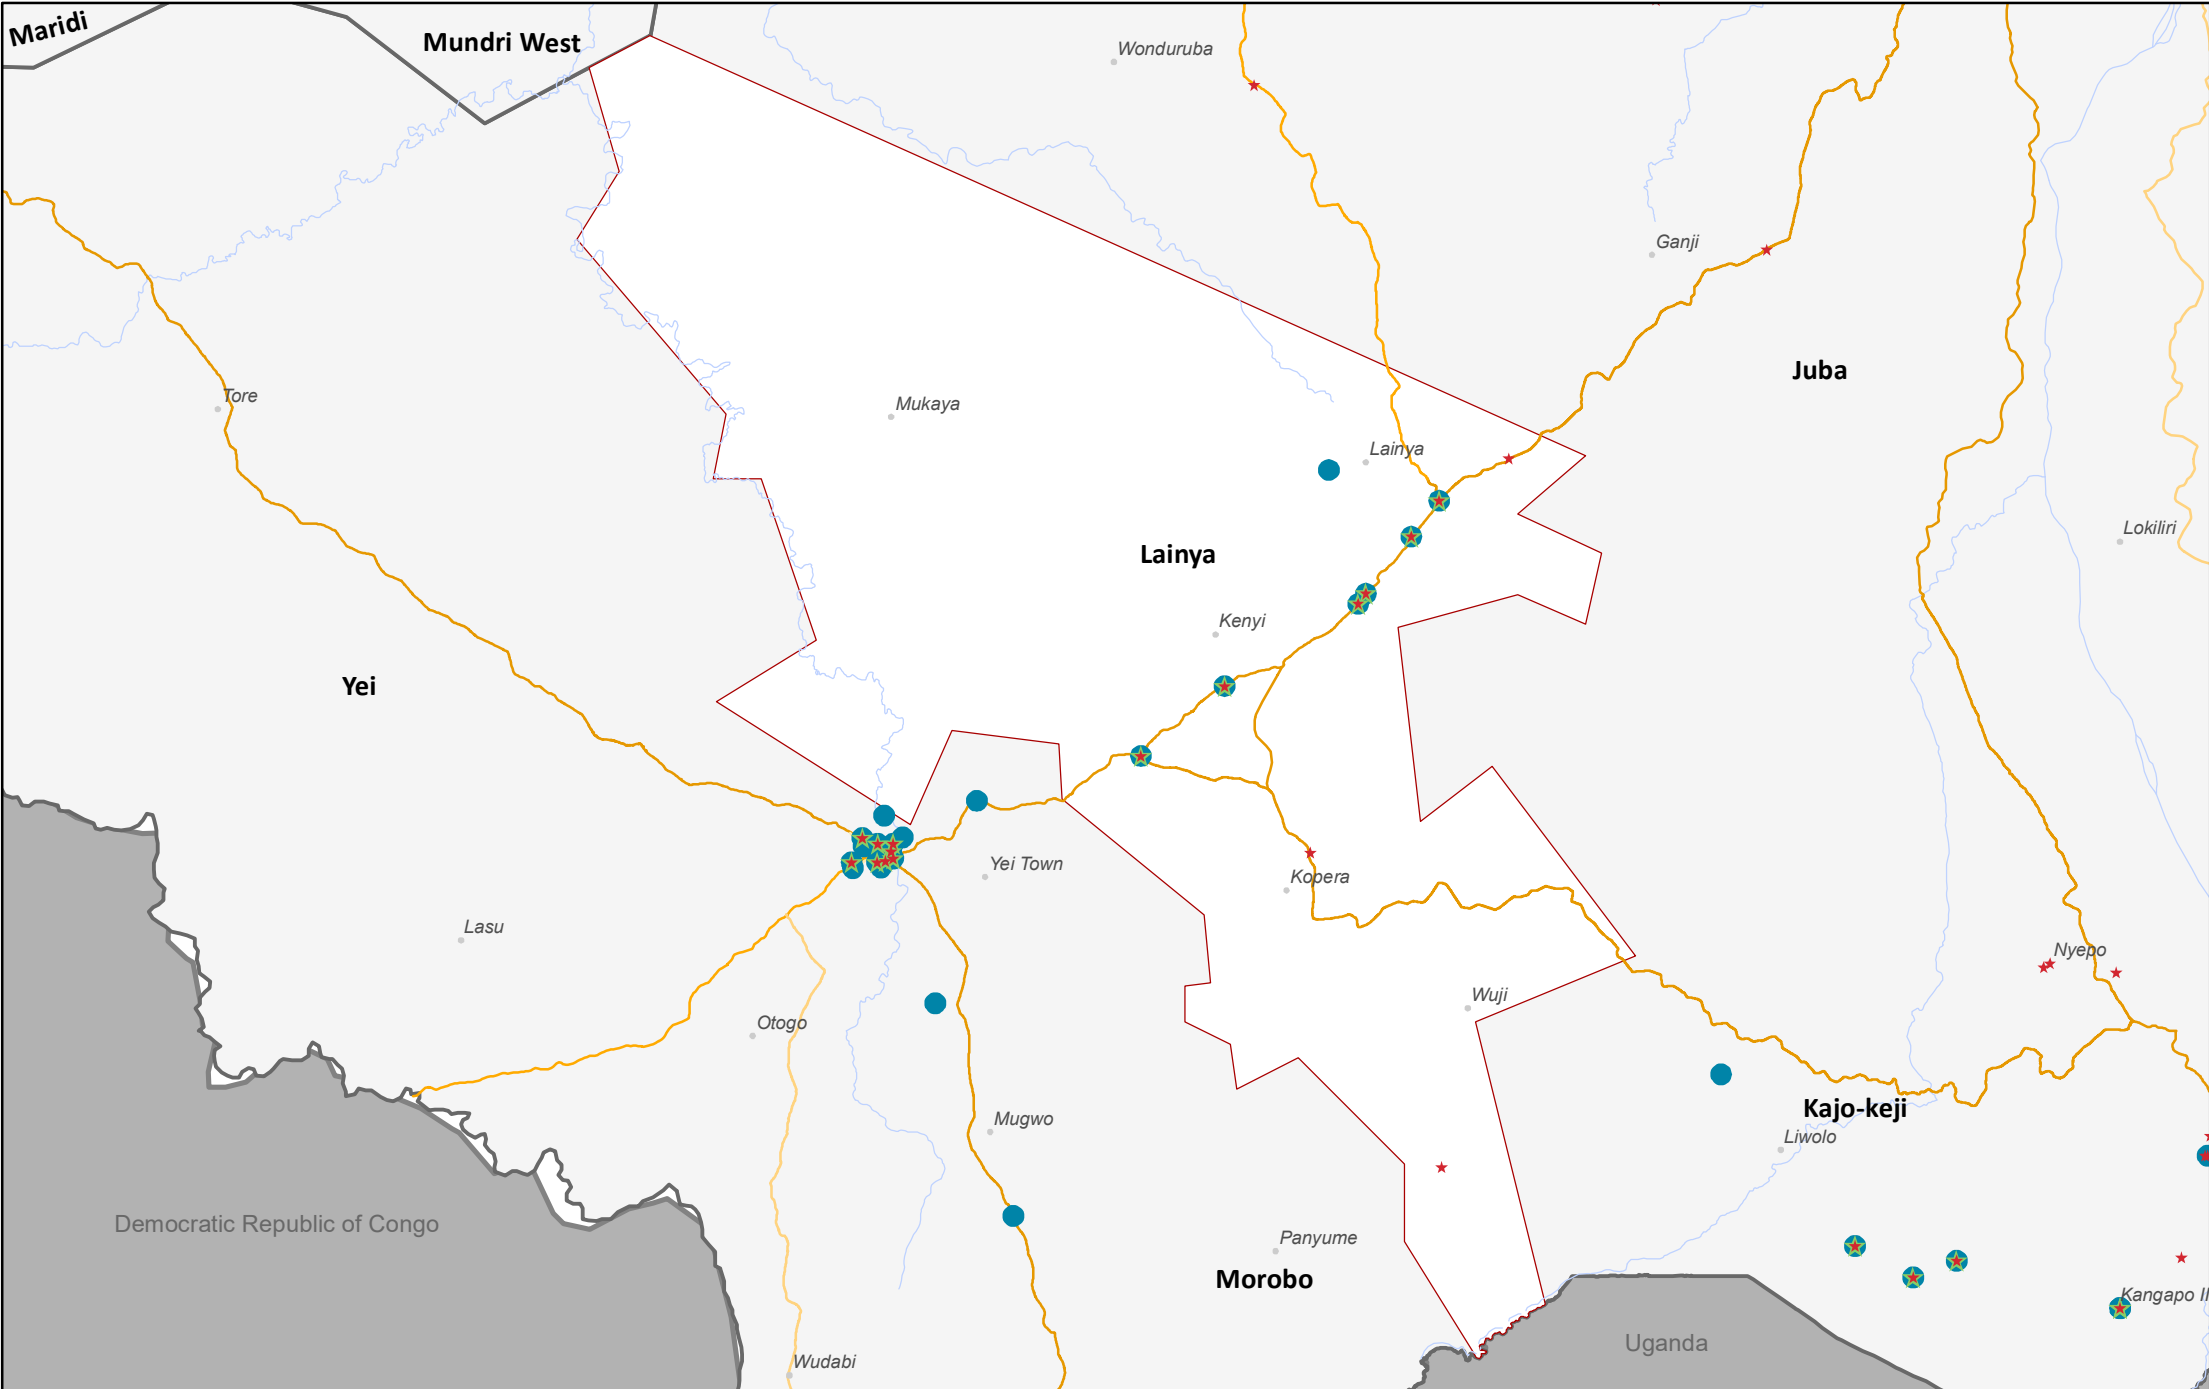 Maridi
Mundri West
Wonduruba
Ganji
Juba
Tore
Mukaya
Lainya
Lokiliri
Lainya
Kenyi
Yei
Yei Town
Kopera
Lasu
Nyepo
Wuji
Otogo
Kajo-keji
Mugwo
Liwolo
Democratic Republic of Congo
Panyume
Morobo
Kangapo II
Uganda
Wudabi